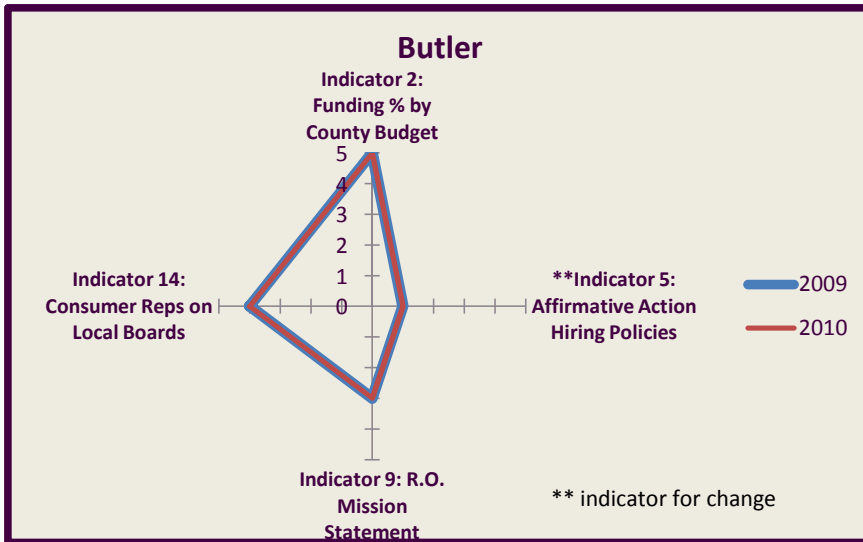 Butler
Indicator 2:
Funding % by
County Budget
5
4
3
2
1
0
Indicator 14:
Consumer Reps on
Local Boards
**Indicator 5:
Affirmative Action
Hiring Policies
2009
2010
Indicator 9: R.O.
Mission
Statement
** indicator for change